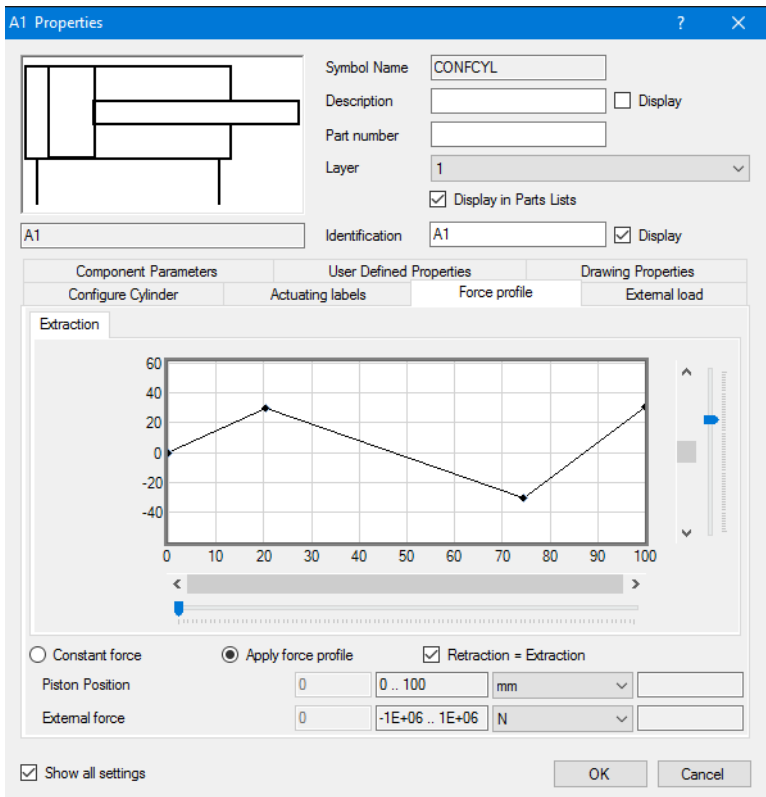 A1 Properties ? ×
Symbol Name CONFCYL
Description Display
Part number
Layer 1
Display in Parts Lists
A1 Identification A1 Display
Component Parameters User Defined Properties Drawing Properties
Configure Cylinder Actuating labels Force profile External load
Extraction
60
40
20
0
-20
-40
0 10 20 30 40 50 60 70 80 90 100
Constant force Apply force profile Retraction = Extraction
Piston Position 0 0 .. 100 mm
External force 0 -1E+06 .. 1E+06 N
Show all settings OK Cancel